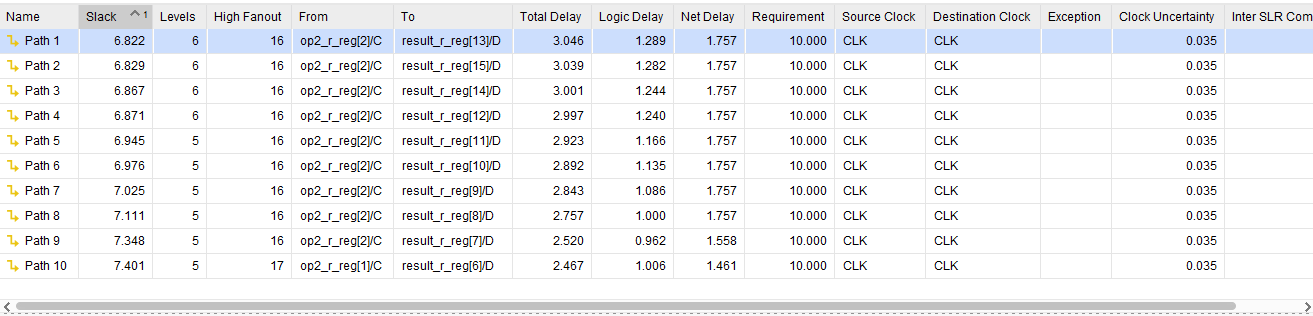 Name Slack 1 Levels High Fanout From To Total Delay Logic Delay Net Delay Requirement Source Clock Destination Clock Exception Clock Uncertainty Inter SLR Com
Path 1 6.822 6 16 op2_r_reg[2]/C result_r_reg[13]/D 3.046 1.289 1.757 10.000 CLK CLK 0.035
Path 2 6.829 6 16 op2_r_reg[2]/C result_r_reg[15]/D 3.039 1.282 1.757 10.000 CLK CLK 0.035
Path 3 6.867 6 16 op2_r_reg[2]/C result_r_reg[14]/D 3.001 1.244 1.757 10.000 CLK CLK 0.035
Path 4 6.871 6 16 op2_r_reg[2]/C result_r_reg[12]/D 2.997 1.240 1.757 10.000 CLK CLK 0.035
Path 5 6.945 5 16 op2_r_reg[2]/C result_r_reg[11]/D 2.923 1.166 1.757 10.000 CLK CLK 0.035
Path 6 6.976 5 16 op2_r_reg[2]/C result_r_reg[10]/D 2.892 1.135 1.757 10.000 CLK CLK 0.035
Path 7 7.025 5 16 op2_r_reg[2]/C result_r_reg[9]/D 2.843 1.086 1.757 10.000 CLK CLK 0.035
Path 8 7.111 5 16 op2_r_reg[2]/C result_r_reg[8]/D 2.757 1.000 1.757 10.000 CLK CLK 0.035
Path 9 7.348 5 16 op2_r_reg[2]/C result_r_reg[7]/D 2.520 0.962 1.558 10.000 CLK CLK 0.035
Path 10 7.401 5 17 op2_r_reg[1]/C result_r_reg[6]/D 2.467 1.006 1.461 10.000 CLK CLK 0.035